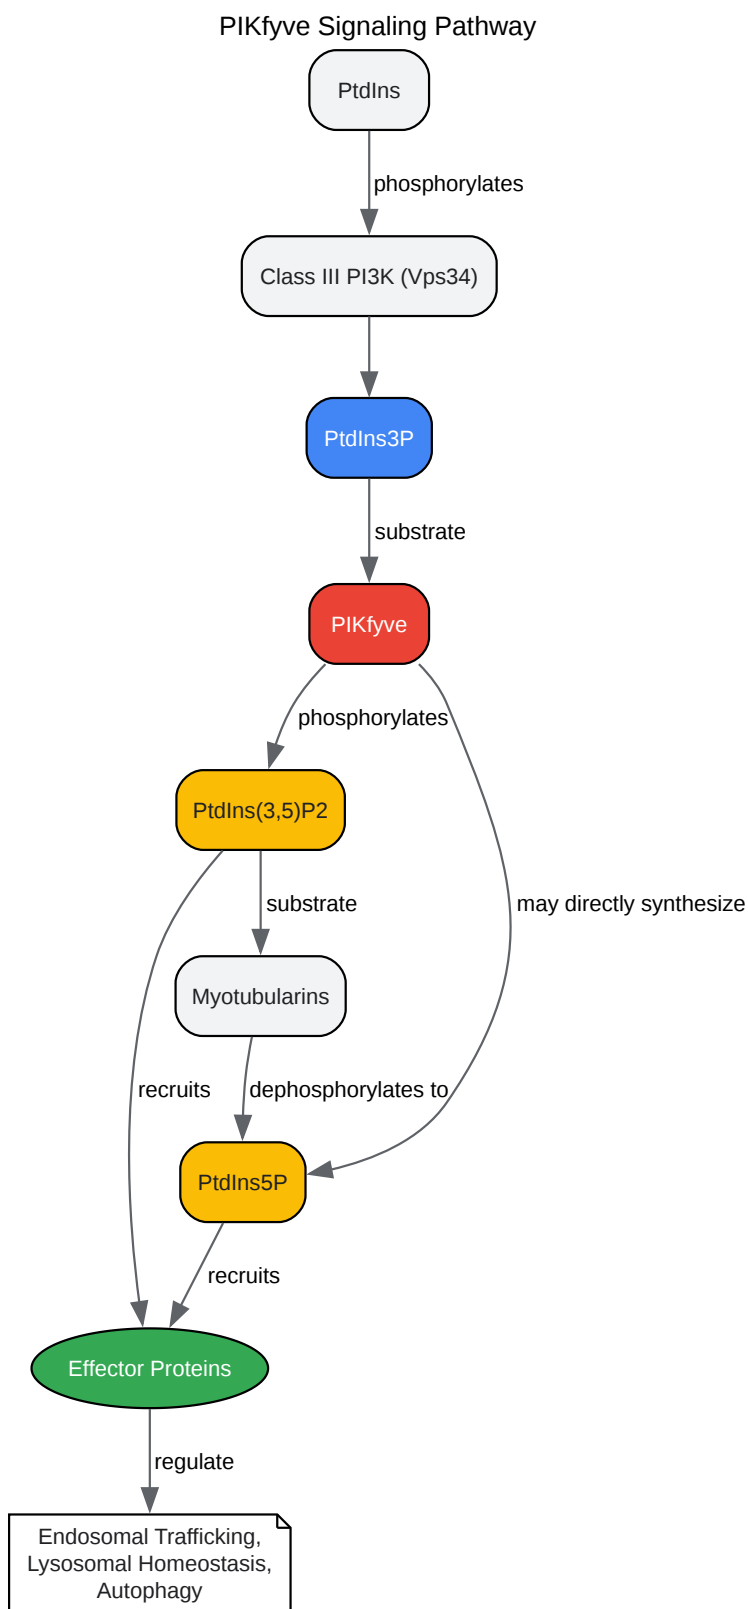 PIKfyve Signaling Pathway
PtdIns
phosphorylates
Class III PI3K (Vps34)
PtdIns3P
substrate
PIKfyve
phosphorylates
PtdIns(3,5)P2
substrate
may directly synthesize
Myotubularins
recruits
dephosphorylates to
PtdIns5P
recruits
Effector Proteins
regulate
Endosomal Trafficking,
Lysosomal Homeostasis,
Autophagy